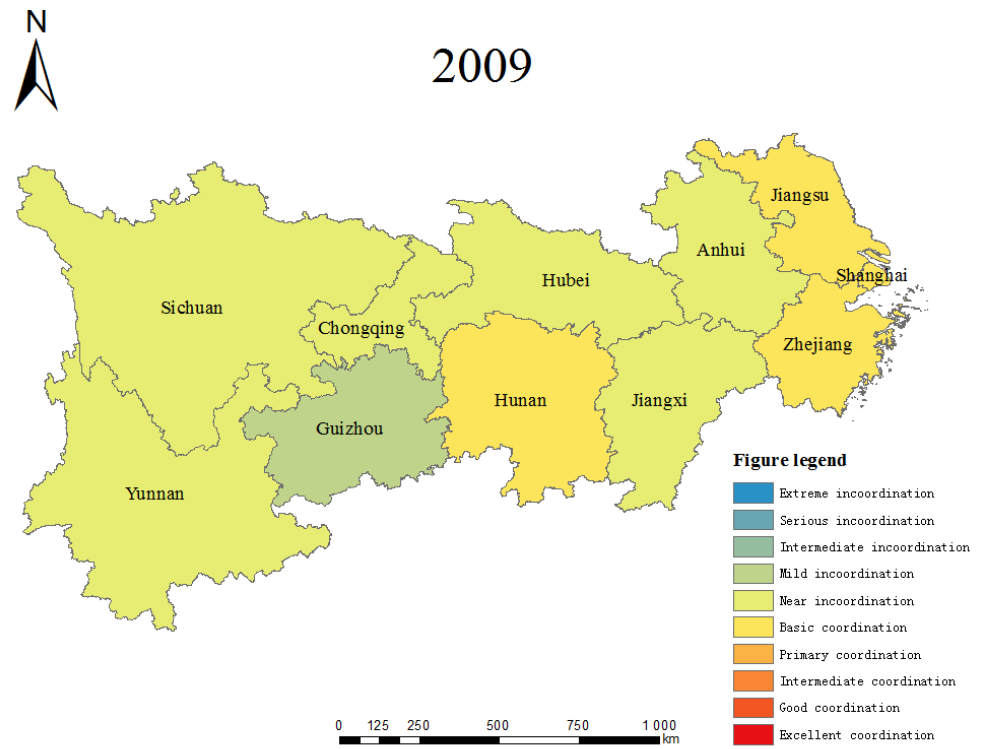 N
2009
Jiangsu
Anhui
Shanghai
Hubei
Sichuan
Chongqing
Zhejiang
Hunan
Jiangxi
Guizhou
Yunnan
Figure legend
Extreme incoordination
Serious incoordination
Intermediate incoordination
Mild incoordination
Near incoordination
Basic coordination
Primary coordination
Intermediate coordination
Good coordination
Excellent coordination
0 125 250 500 750 1 000
km